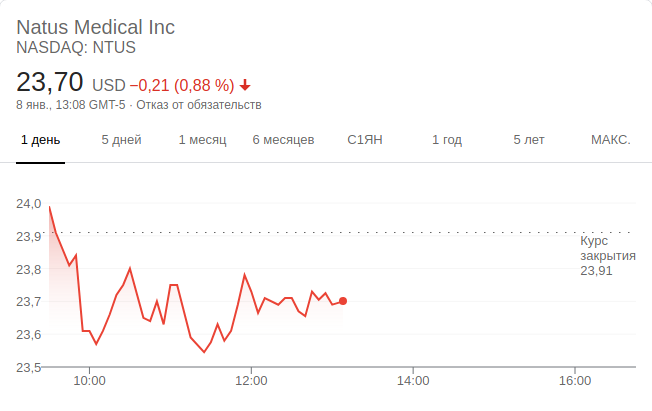 Natus Medical Inc
NASDAQ: NTUS
23,70 USD −0,21 (0,88 %)
8 янв., 13:08 GMT-5 · Отказ от обязательств
1 день 5 дней 1 месяц 6 месяцев С1ЯН 1 год 5 лет МАКС.
24,0
23,9
Курс
закрытия
23,91
23,8
23,7
23,6
23,5
10:00 12:00 14:00 16:00